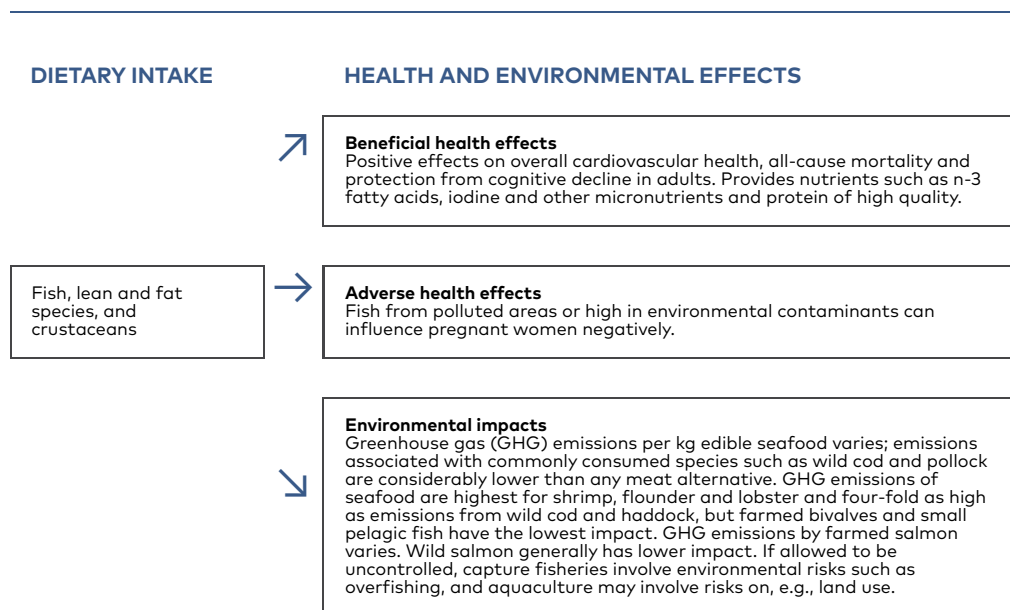 DIETARY INTAKE
HEALTH AND ENVIRONMENTAL EFFECTS
Beneficial health effects
Positive effects on overall cardiovascular health, all-cause mortality and
protection from cognitive decline in adults. Provides nutrients such as n-3
fatty acids, iodine and other micronutrients and protein of high quality.
Fish, lean and fat
species, and
crustaceans
Adverse health effects
Fish from polluted areas or high in environmental contaminants can
influence pregnant women negatively.
Environmental impacts
Greenhouse gas (GHG) emissions per kg edible seafood varies; emissions
associated with commonly consumed species such as wild cod and pollock
are considerably lower than any meat alternative. GHG emissions of
seafood are highest for shrimp, flounder and lobster and four-fold as high
as emissions from wild cod and haddock, but farmed bivalves and small
pelagic fish have the lowest impact. GHG emissions by farmed salmon
varies. Wild salmon generally has lower impact. If allowed to be
uncontrolled, capture fisheries involve environmental risks such as
overfishing, and aquaculture may involve risks on, e.g., land use.